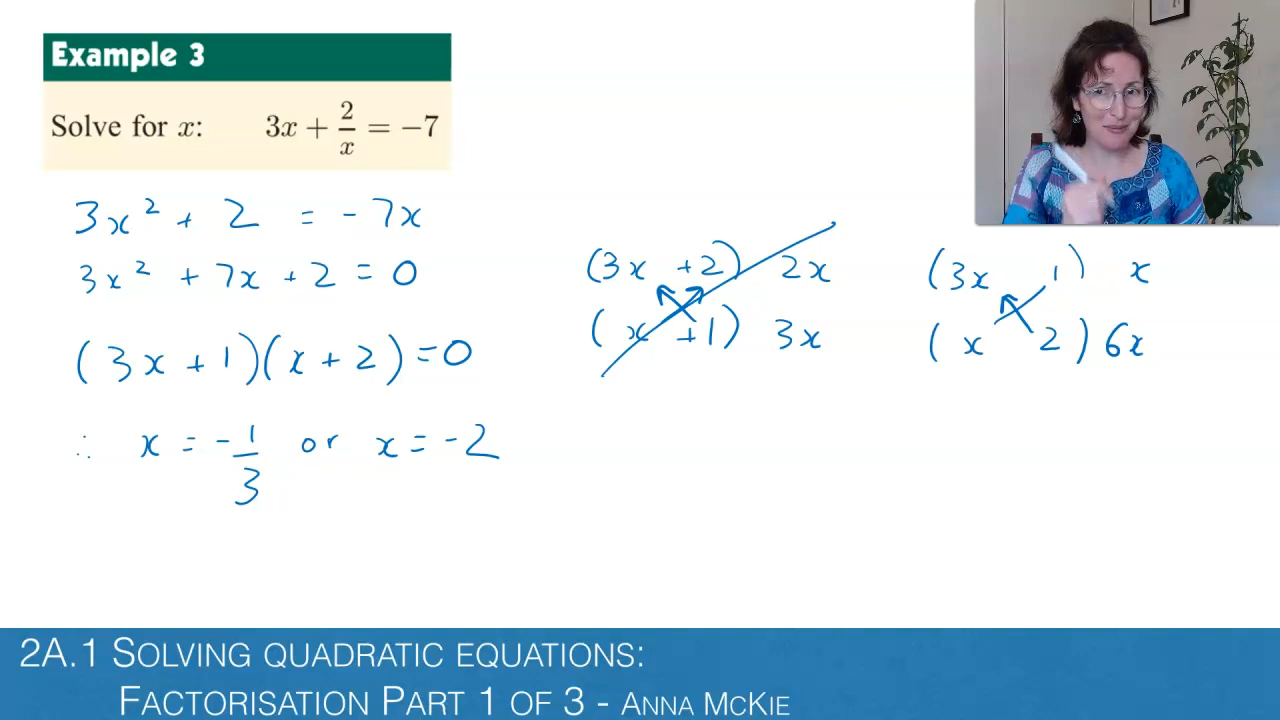 Example 3
Solve for x: 3x + 2/x = −7
3x² + 2 = -7x
3x² + 7x + 2 = 0
(3x + 1)(x + 2) = 0
∴ x = -1/3 or x = -2
(3x +2) 2x
(x +1) 3x
(3x 1) x
(x 2) 6x
2A.1 SOLVING QUADRATIC EQUATIONS:
FACTORISATION PART 1 OF 3 - ANNA MCKIE